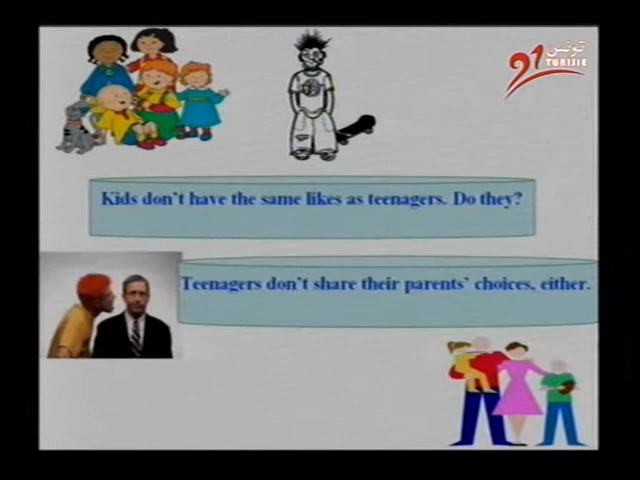 تونس
21
TUNISIE
Kids don't have the same likes as teenagers. Do they?
Teenagers don't share their parents' choices, either.